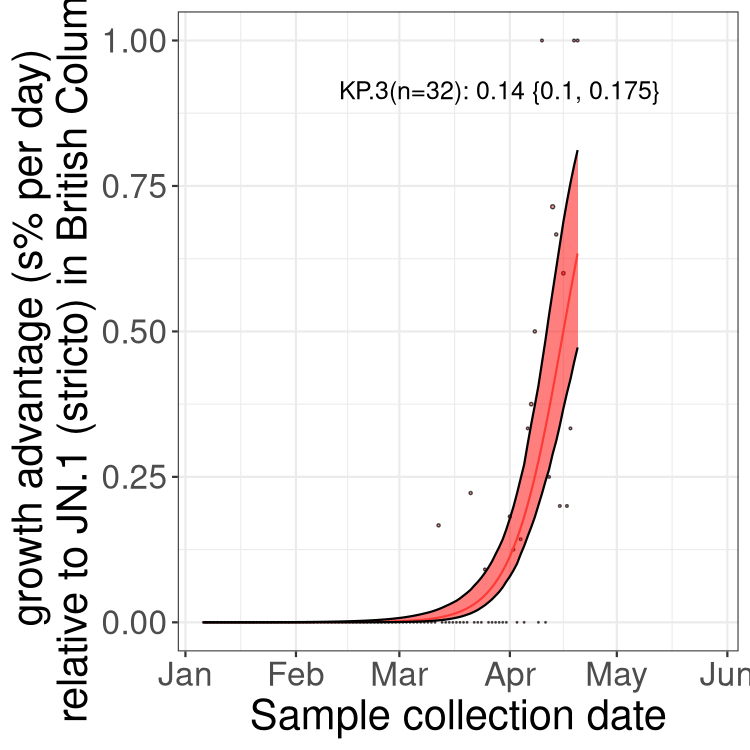 growth advantage (s% per day)
relative to JN.1 (stricto) in British Colum
1.00
0.75
0.50
0.25
0.00
KP.3(n=32): 0.14 {0.1, 0.175}
Jan Feb Mar Apr May Jun
Sample collection date